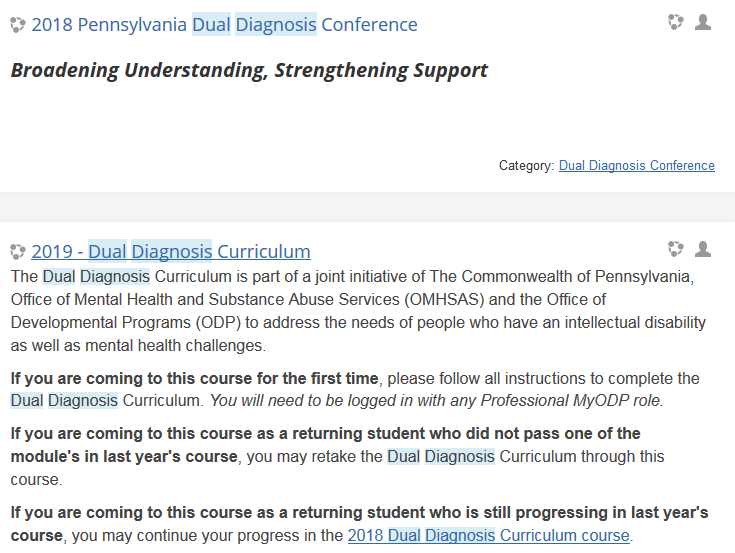 2018 Pennsylvania Dual Diagnosis Conference
Broadening Understanding, Strengthening Support
Category: Dual Diagnosis Conference
2019 - Dual Diagnosis Curriculum
The Dual Diagnosis Curriculum is part of a joint initiative of The Commonwealth of Pennsylvania,
Office of Mental Health and Substance Abuse Services (OMHSAS) and the Office of
Developmental Programs (ODP) to address the needs of people who have an intellectual disability
as well as mental health challenges.
If you are coming to this course for the first time, please follow all instructions to complete the
Dual Diagnosis Curriculum. You will need to be logged in with any Professional MyODP role.
If you are coming to this course as a returning student who did not pass one of the
module's in last year's course, you may retake the Dual Diagnosis Curriculum through this
course.
If you are coming to this course as a returning student who is still progressing in last year's
course, you may continue your progress in the 2018 Dual Diagnosis Curriculum course.